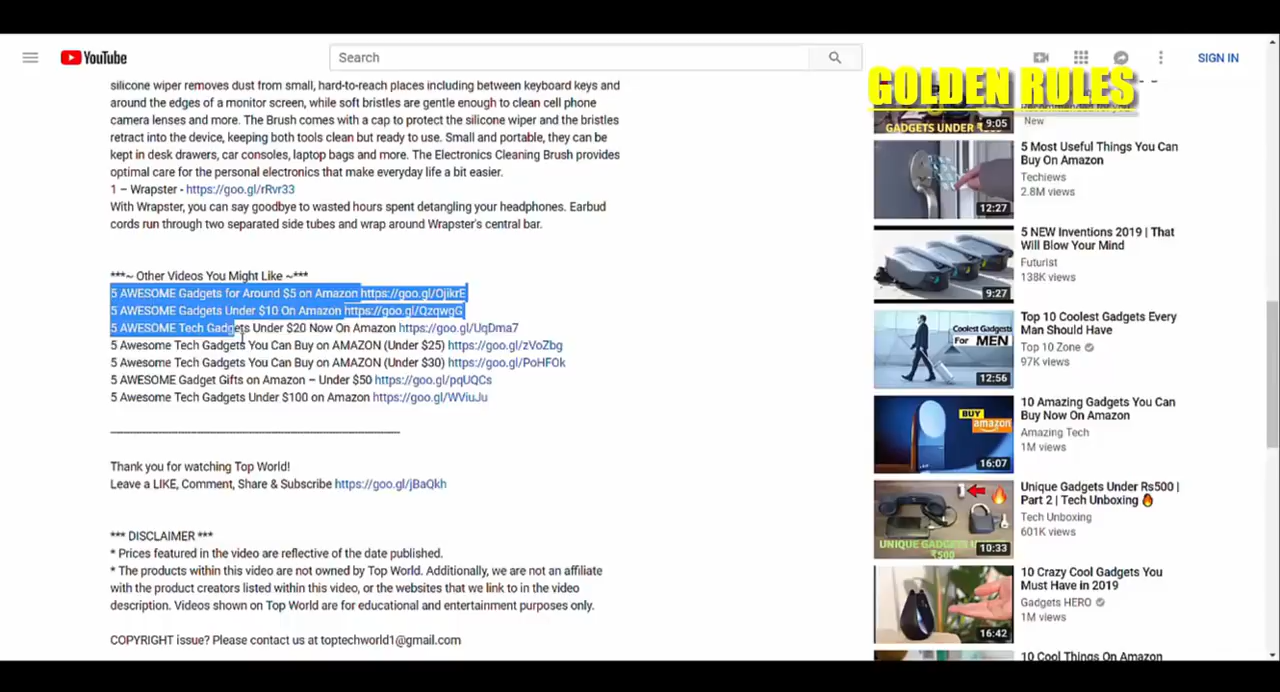 YouTube
Search
SIGN IN
GOLDEN RULES
silicone wiper removes dust from small, hard-to-reach places including between keyboard keys and
around the edges of a monitor screen, while soft bristles are gentle enough to clean cell phone
camera lenses and more. The Brush comes with a cap to protect the silicone wiper and the bristles
retract into the device, keeping both tools clean but ready to use. Small and portable, they can be
kept in desk drawers, car consoles, laptop bags and more. The Electronics Cleaning Brush provides
optimal care for the personal electronics that make everyday life a bit easier.
1 – Wrapster - https://goo.gl/rRvr33
With Wrapster, you can say goodbye to wasted hours spent detangling your headphones. Earbud
cords run through two separated side tubes and wrap around Wrapster's central bar.
***~ Other Videos You Might Like ~***
5 AWESOME Gadgets for Around $5 on Amazon https://goo.gl/OjikrE
5 AWESOME Gadgets Under $10 On Amazon https://goo.gl/QzqwgG
5 AWESOME Tech Gadgets Under $20 Now On Amazon https://goo.gl/UqDma7
5 Awesome Tech Gadgets You Can Buy on AMAZON (Under $25) https://goo.gl/zVoZbg
5 Awesome Tech Gadgets You Can Buy on AMAZON (Under $30) https://goo.gl/PoHFOk
5 AWESOME Gadget Gifts on Amazon – Under $50 https://goo.gl/pqUQCs
5 Awesome Tech Gadgets Under $100 on Amazon https://goo.gl/WViuJu
Thank you for watching Top World!
Leave a LIKE, Comment, Share & Subscribe https://goo.gl/jBaQkh
*** DISCLAIMER ***
* Prices featured in the video are reflective of the date published.
* The products within this video are not owned by Top World. Additionally, we are not an affiliate
with the product creators listed within this video, or the websites that we link to in the video
description. Videos shown on Top World are for educational and entertainment purposes only.
COPYRIGHT issue? Please contact us at toptechworld1@gmail.com
Recommended for you
New
GADGETS UNDER
9:05
5 Most Useful Things You Can
Buy On Amazon
Techiews
2.8M views
12:27
5 NEW Inventions 2019 | That
Will Blow Your Mind
Futurist
138K views
9:27
Top 10 Coolest Gadgets Every
Man Should Have
Top 10 Zone
97K views
Coolest Gadgets
For MEN
12:56
10 Amazing Gadgets You Can
Buy Now On Amazon
Amazing Tech
1M views
BUY
amazon
16:07
Unique Gadgets Under Rs500 |
Part 2 | Tech Unboxing 🔥
Tech Unboxing
601K views
UNIQUE GADGETS
₹500
10:33
10 Crazy Cool Gadgets You
Must Have in 2019
Gadgets HERO
1M views
16:42
10 Cool Things On Amazon